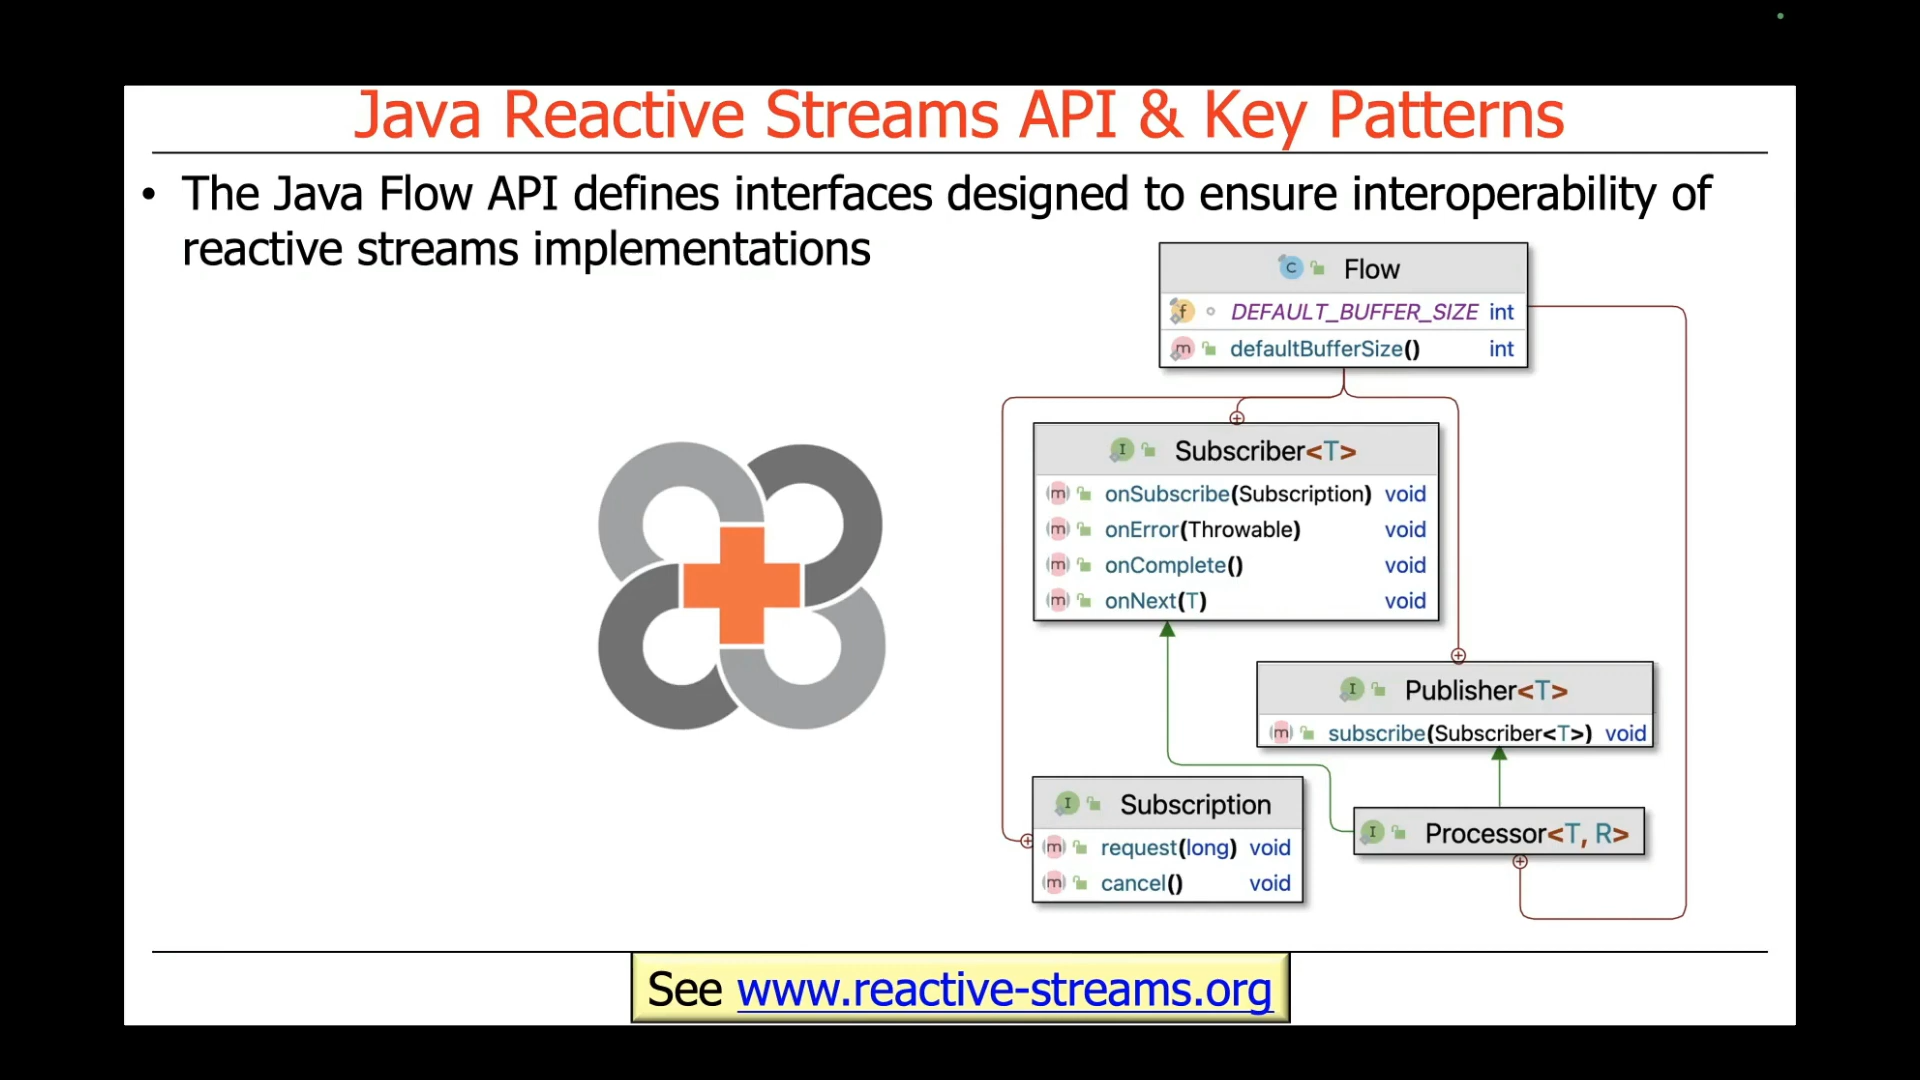 Java Reactive Streams API & Key Patterns
• The Java Flow API defines interfaces designed to ensure interoperability of
reactive streams implementations
C Flow
f DEFAULT_BUFFER_SIZE int
m defaultBufferSize() int
I Subscriber<T>
m onSubscribe(Subscription) void
m onError(Throwable) void
m onComplete() void
m onNext(T) void
I Publisher<T>
m subscribe(Subscriber<T>) void
I Subscription
m request(long) void
m cancel() void
I Processor<T, R>
See www.reactive-streams.org